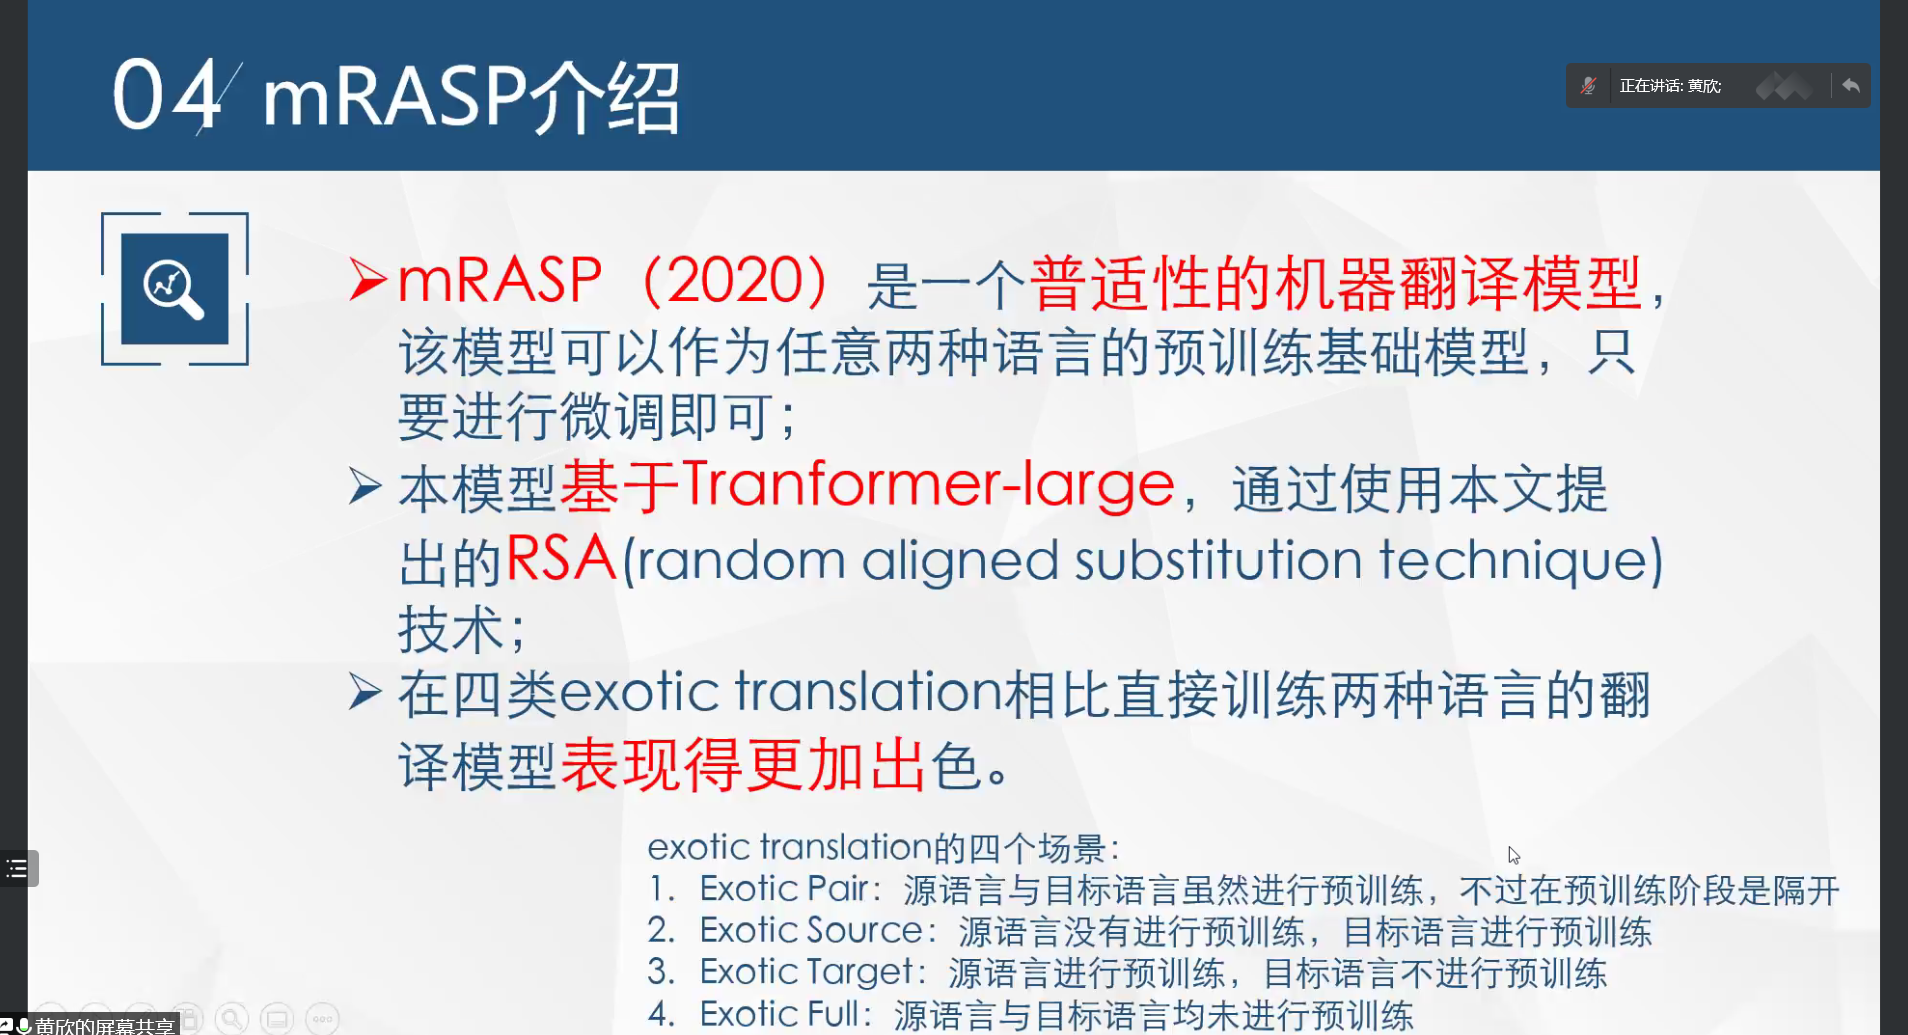 04 mRASP介绍
正在讲话: 黄欣;
mRASP（2020）是一个普适性的机器翻译模型，
该模型可以作为任意两种语言的预训练基础模型，只
要进行微调即可；
本模型基于Tranformer-large，通过使用本文提
出的RSA(random aligned substitution technique)
技术；
在四类exotic translation相比直接训练两种语言的翻
译模型表现得更加出色。
exotic translation的四个场景：
1. Exotic Pair：源语言与目标语言虽然进行预训练，不过在预训练阶段是隔开
2. Exotic Source：源语言没有进行预训练，目标语言进行预训练
3. Exotic Target：源语言进行预训练，目标语言不进行预训练
4. Exotic Full：源语言与目标语言均未进行预训练
黄欣的屏幕共享